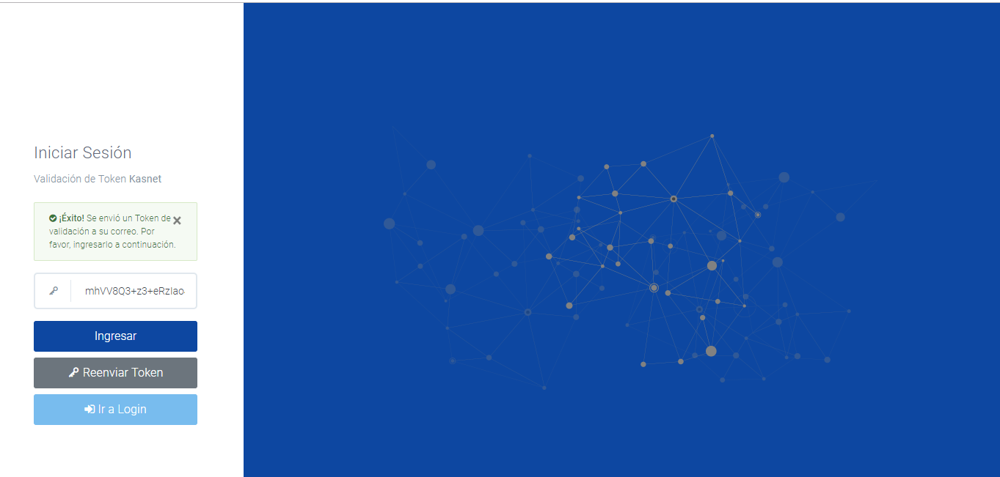 Iniciar Sesión
Validación de Token Kasnet
¡Éxito! Se envió un Token de
validación a su correo. Por
favor, ingresarlo a continuación.
mhVV8Q3+z3+eRzIao
Ingresar
Reenviar Token
Ir a Login